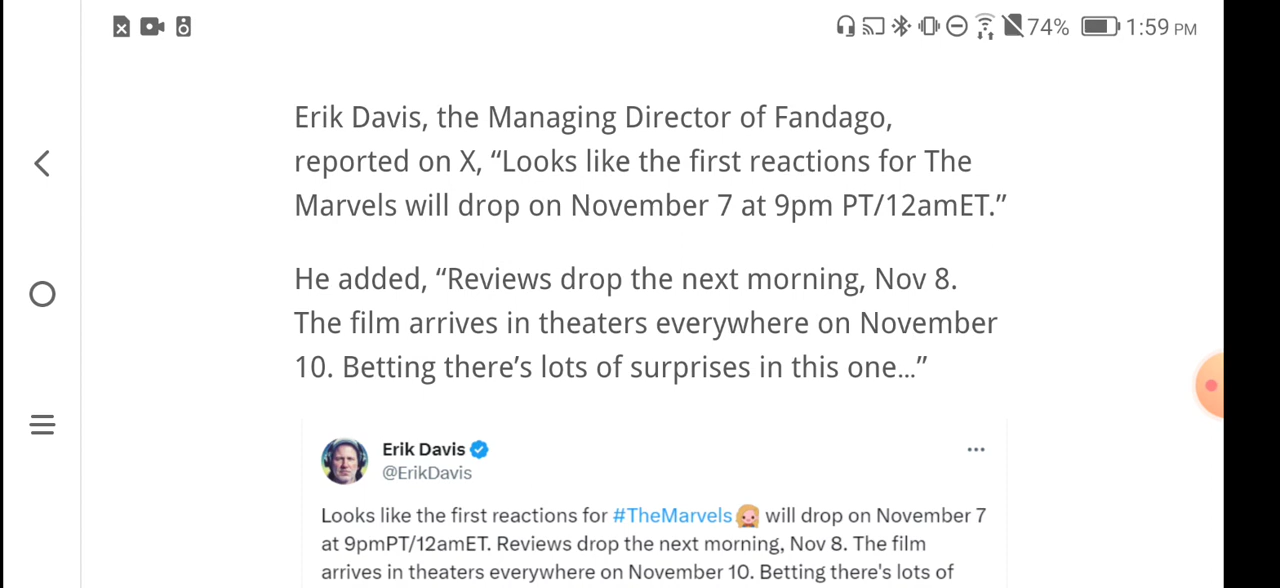 74% 1:59 PM
Erik Davis, the Managing Director of Fandago,
reported on X, “Looks like the first reactions for The
Marvels will drop on November 7 at 9pm PT/12amET.”
He added, “Reviews drop the next morning, Nov 8.
The film arrives in theaters everywhere on November
10. Betting there’s lots of surprises in this one…”
Erik Davis
@ErikDavis
Looks like the first reactions for #TheMarvels will drop on November 7
at 9pmPT/12amET. Reviews drop the next morning, Nov 8. The film
arrives in theaters everywhere on November 10. Betting there's lots of